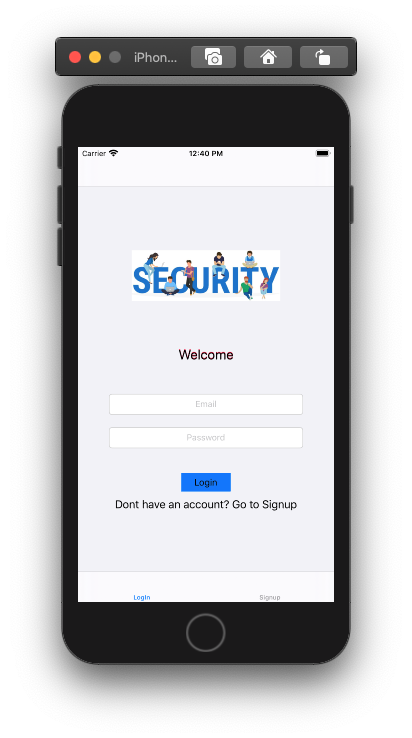 iPhon...
Carrier 12:40 PM
SECURITY
Welcome
Email
Password
Login
Dont have an account? Go to Signup
LogIn Signup